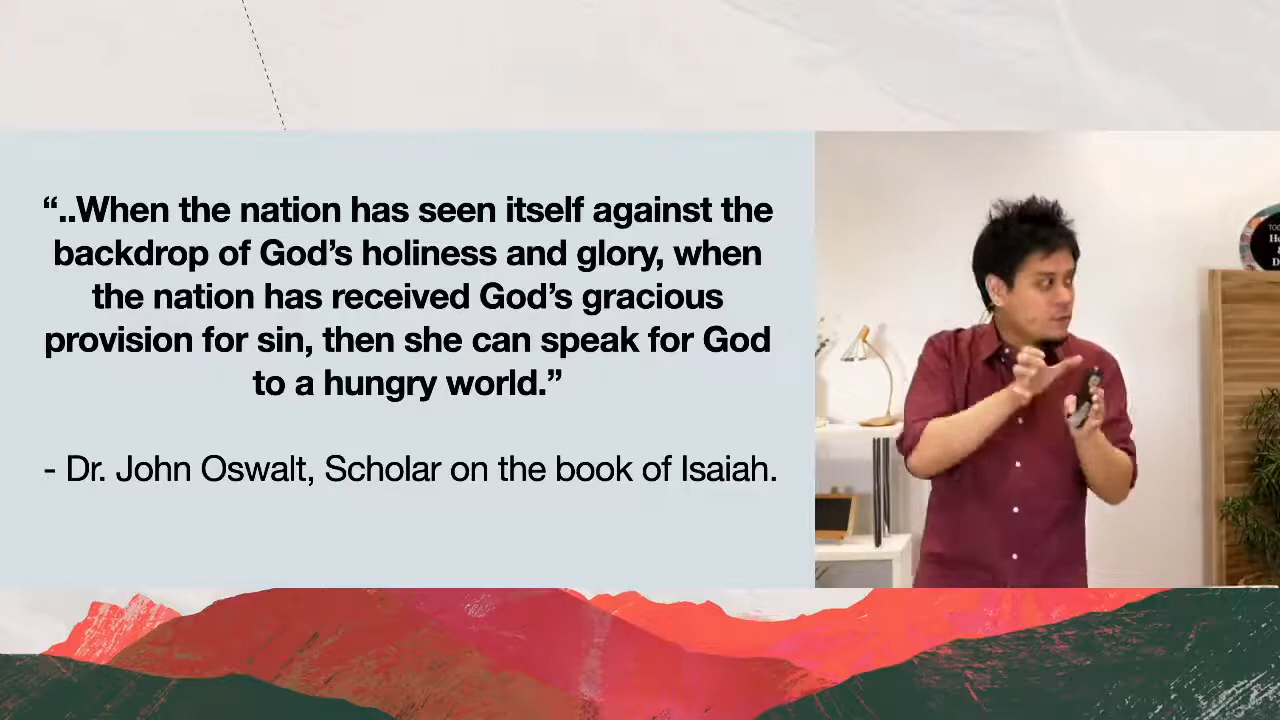 “..When the nation has seen itself against the
backdrop of God’s holiness and glory, when
the nation has received God’s gracious
provision for sin, then she can speak for God
to a hungry world.”
- Dr. John Oswalt, Scholar on the book of Isaiah.